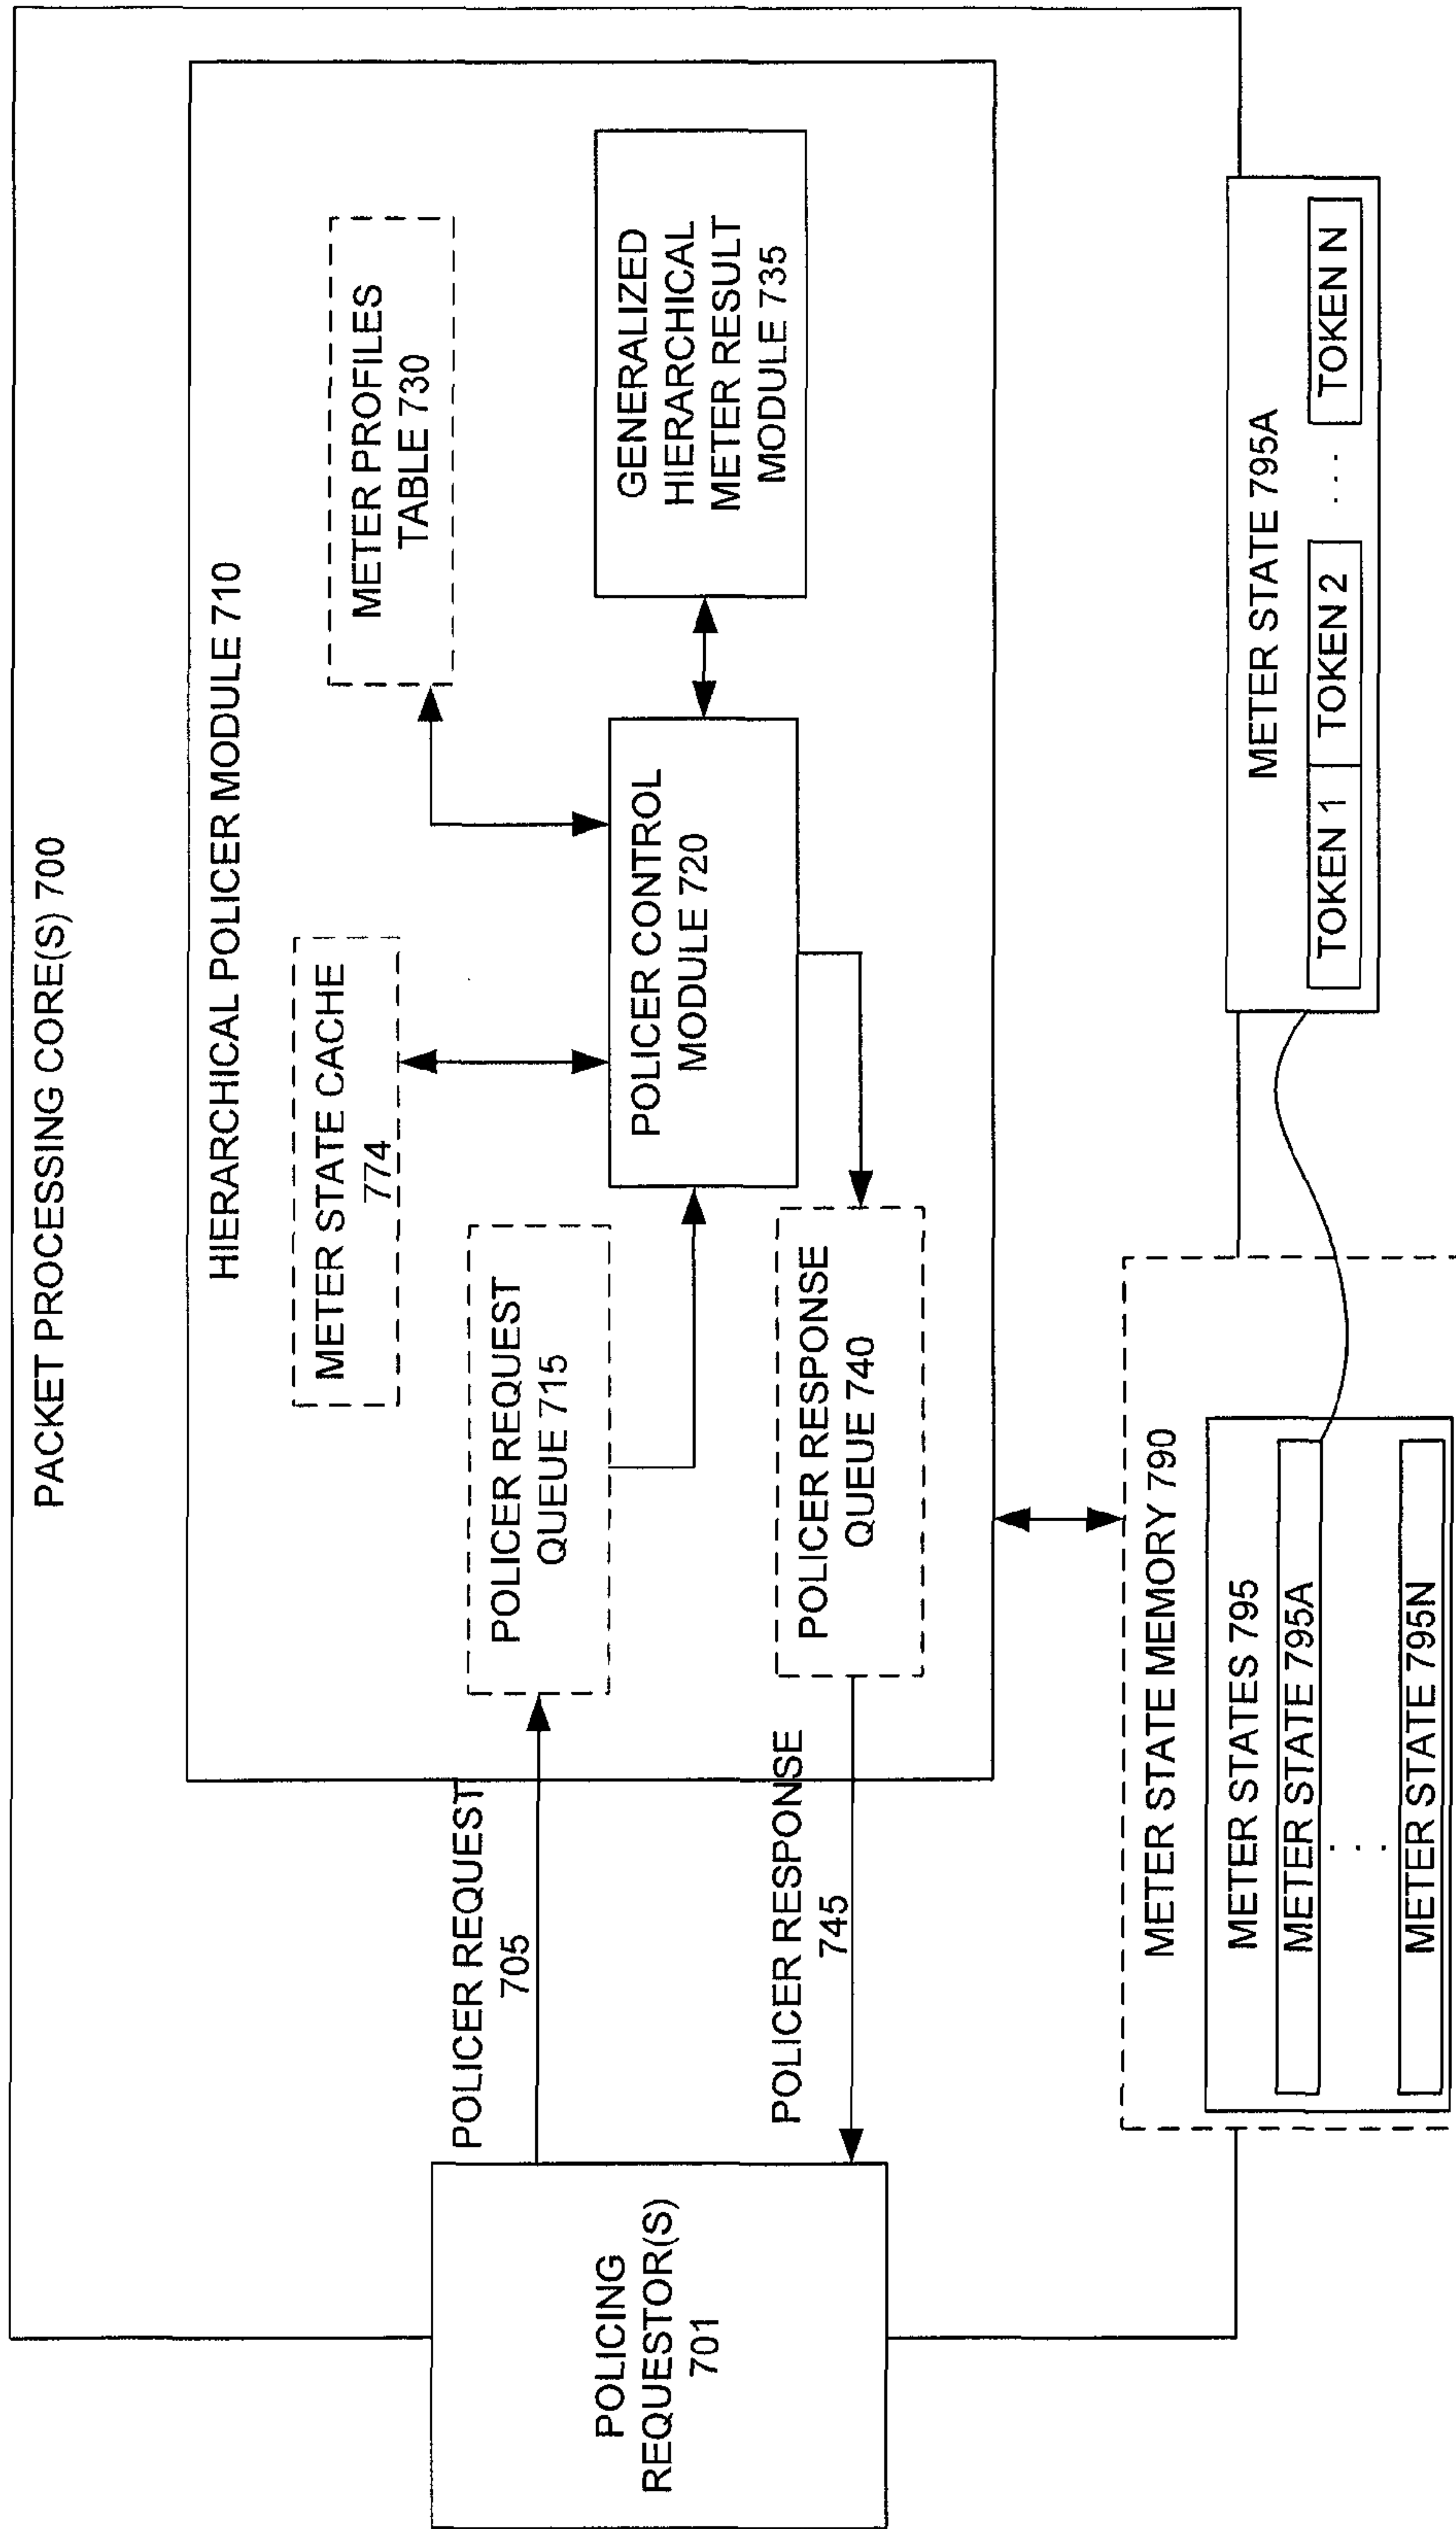 PACKET PROCESSING CORE(S) 700
HIERARCHICAL POLICER MODULE 710
METER STATE CACHE
774
METER PROFILES
TABLE 730
POLICER REQUEST
705
POLICER REQUEST
QUEUE 715
POLICER CONTROL
MODULE 720
GENERALIZED
HIERARCHICAL
METER RESULT
MODULE 735
POLICING
REQUESTOR(S)
701
POLICER RESPONSE
745
POLICER RESPONSE
QUEUE 740
METER STATE MEMORY 790
METER STATES 795
METER STATE 795A
. . .
METER STATE 795N
METER STATE 795A
TOKEN 1
TOKEN 2
. . .
TOKEN N